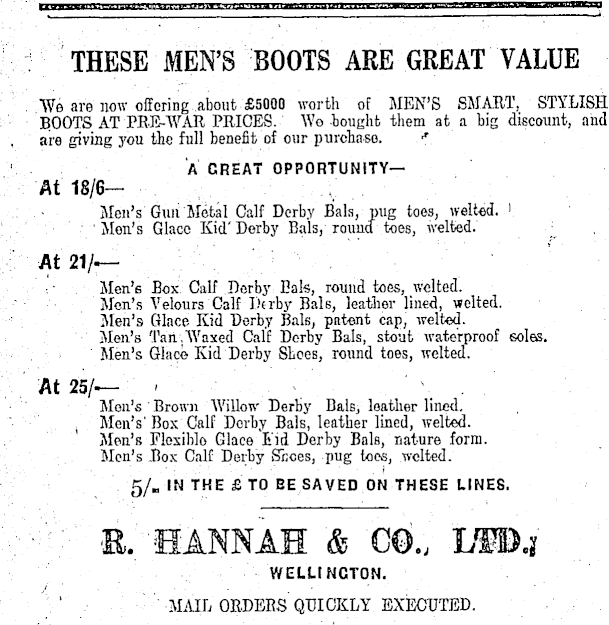 THESE MEN'S BOOTS ARE GREAT VALUE
We are now offering about £5000 worth of MEN'S SMART, STYLISH
BOOTS AT PRE-WAR PRICES. We bought them at a big discount, and
are giving you the full benefit of our purchase.
A GREAT OPPORTUNITY—
At 18/6—
Men's Gun Metal Calf Derby Bals, pug toes, welted.
Men's Glace Kid Derby Bals, round toes, welted.
At 21/-—
Men's Box Calf Derby Bals, round toes, welted.
Men's Velours Calf Derby Bals, leather lined, welted.
Men's Glace Kid Derby Bals, patent cap, welted.
Men's Tan Waxed Calf Derby Bals, stout waterproof soles.
Men's Glace Kid Derby Shoes, round toes, welted.
At 25/-—
Men's Brown Willow Derby Bals, leather lined.
Men's Box Calf Derby Bals, leather lined, welted.
Men's Flexible Glace Kid Derby Bals, nature form.
Men's Box Calf Derby Shoes, pug toes, welted.
5/- IN THE £ TO BE SAVED ON THESE LINES.
R. HANNAH & CO., LTD.,
WELLINGTON.
MAIL ORDERS QUICKLY EXECUTED.